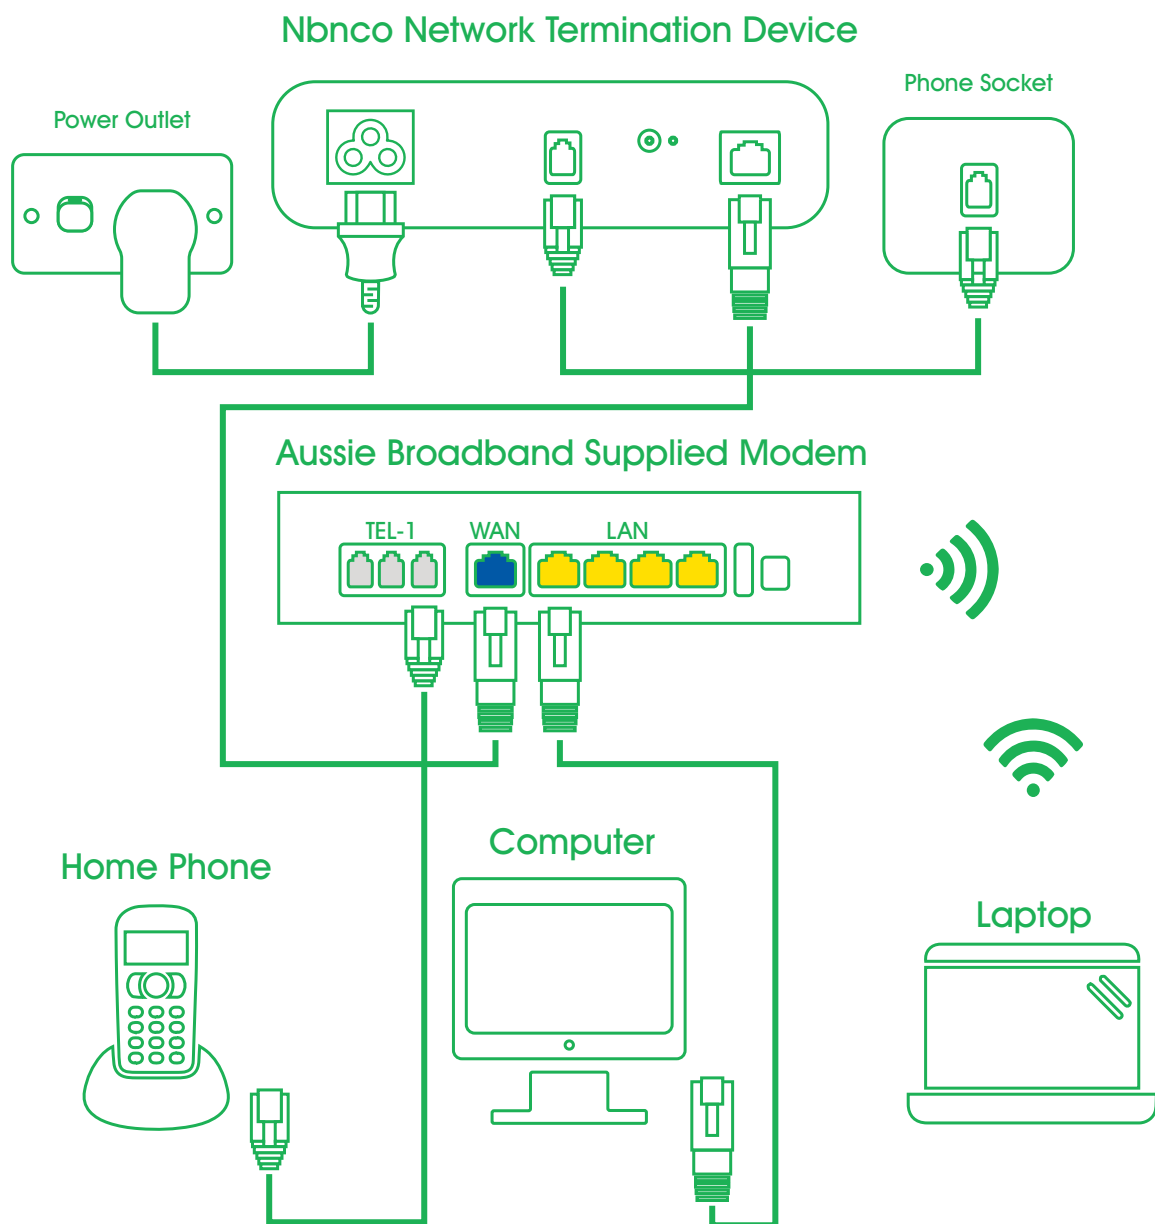 Nbnco Network Termination Device
Power Outlet
Phone Socket
Aussie Broadband Supplied Modem
TEL-1
WAN
LAN
Home Phone
Computer
Laptop